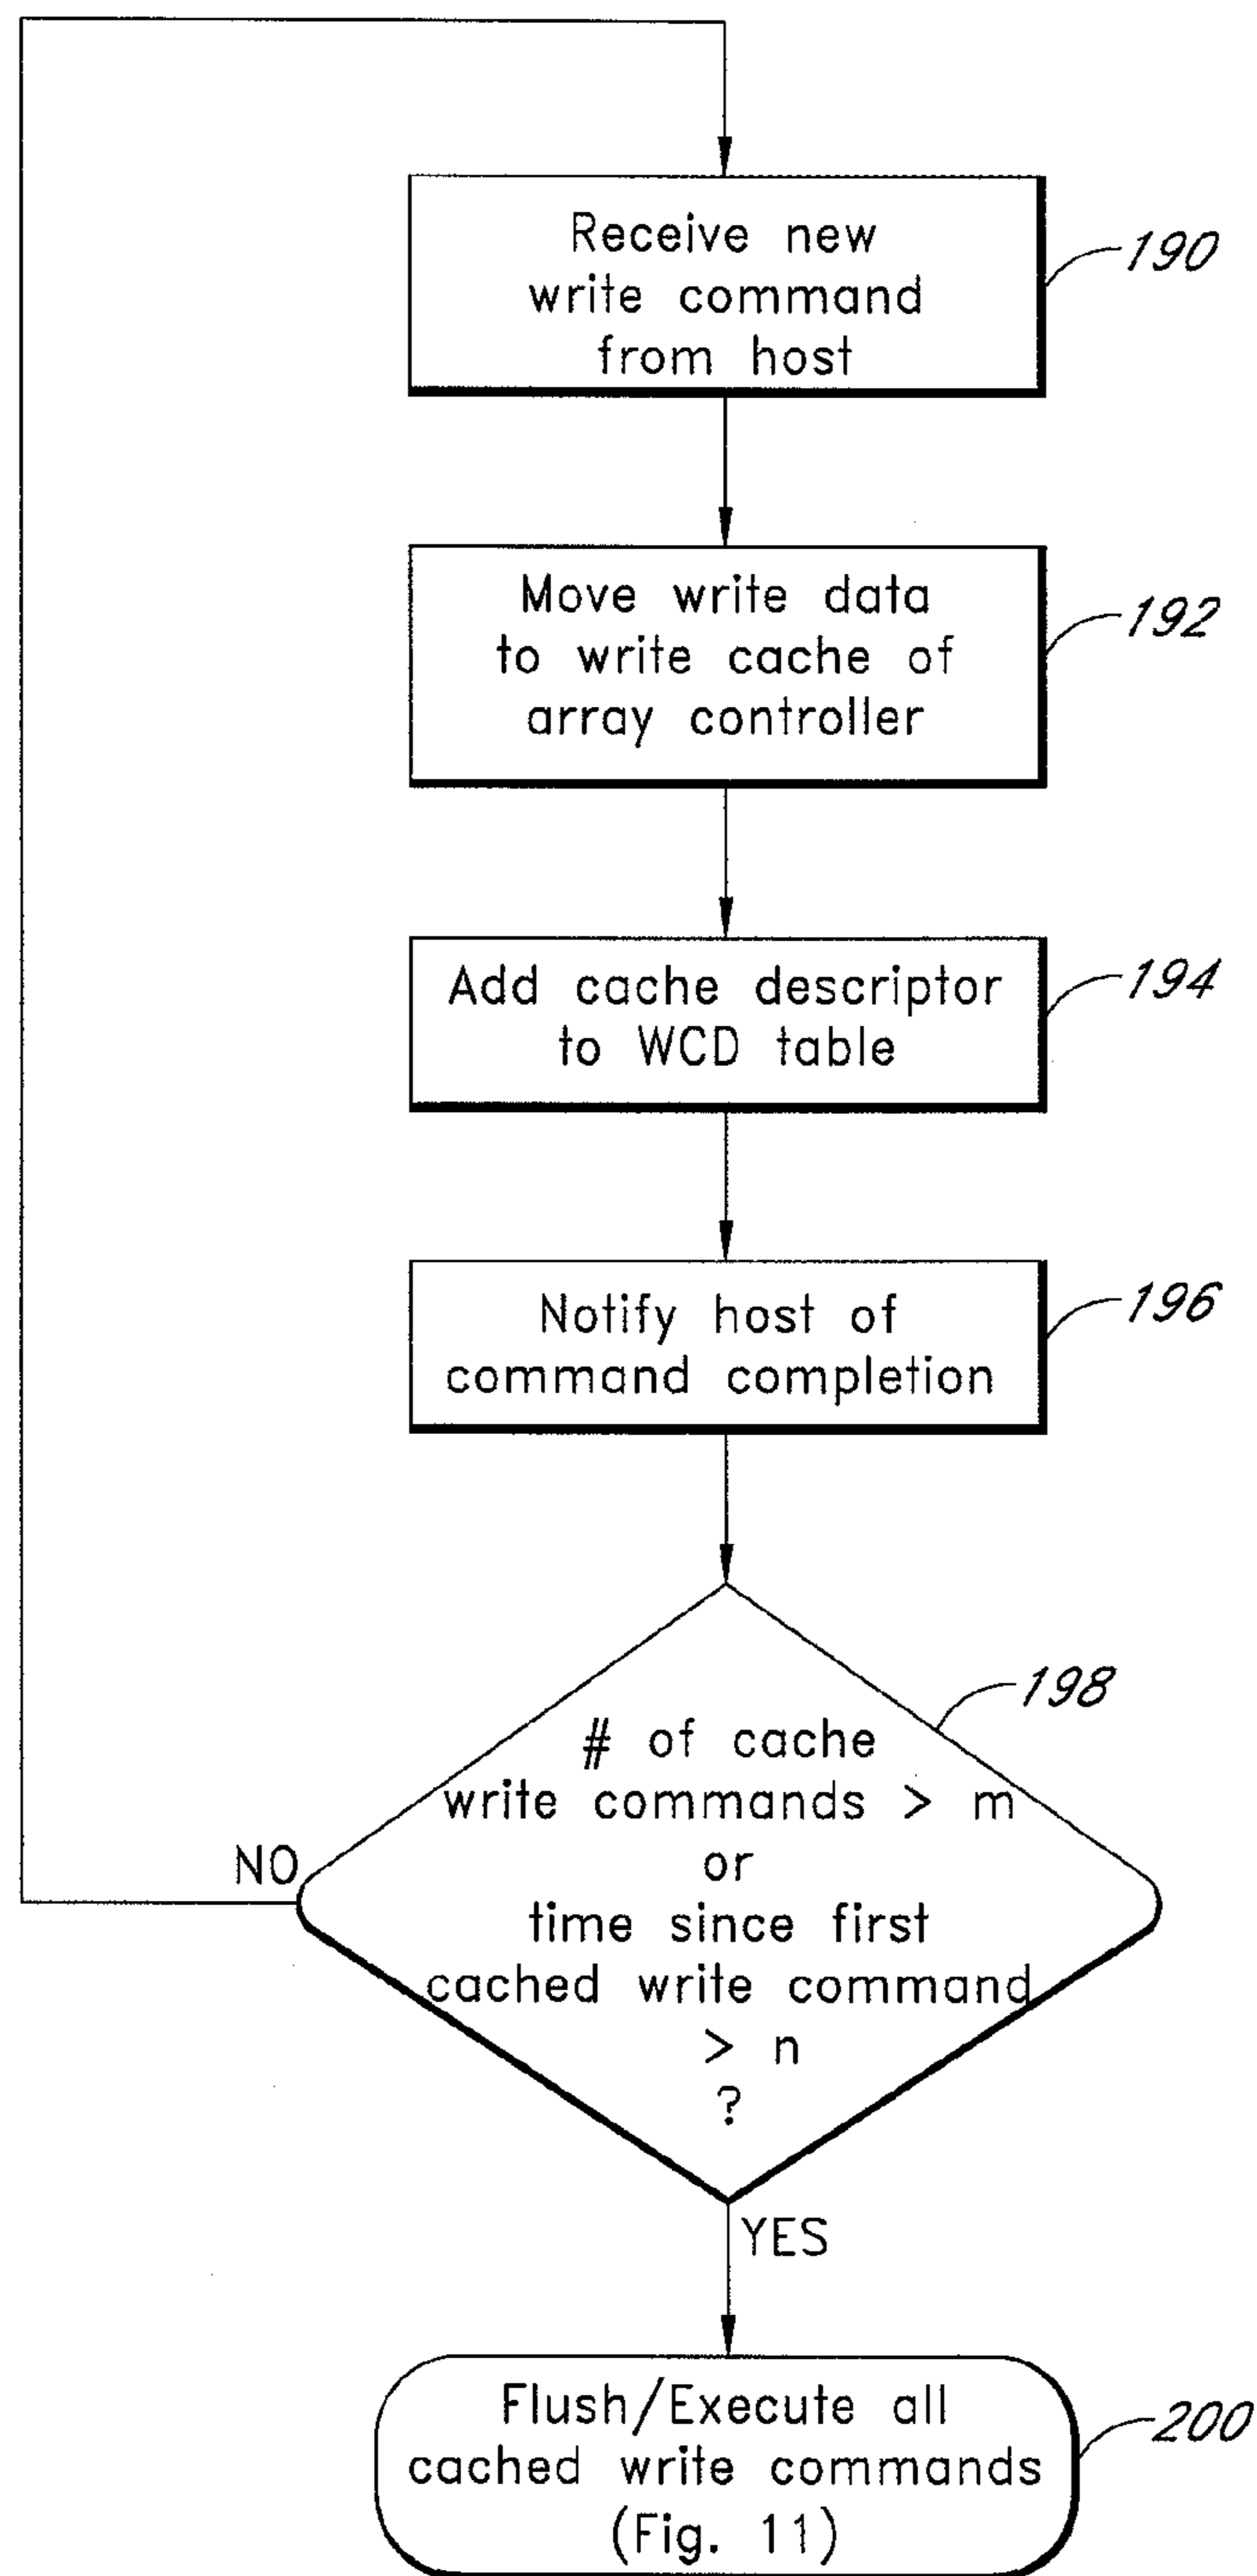 Receive new
write command
from host
190
Move write data
to write cache of
array controller
192
Add cache descriptor
to WCD table
194
Notify host of
command completion
196
# of cache
write commands > m
or
time since first
cached write command
> n
?
198
NO
YES
Flush/Execute all
cached write commands
(Fig. 11)
200